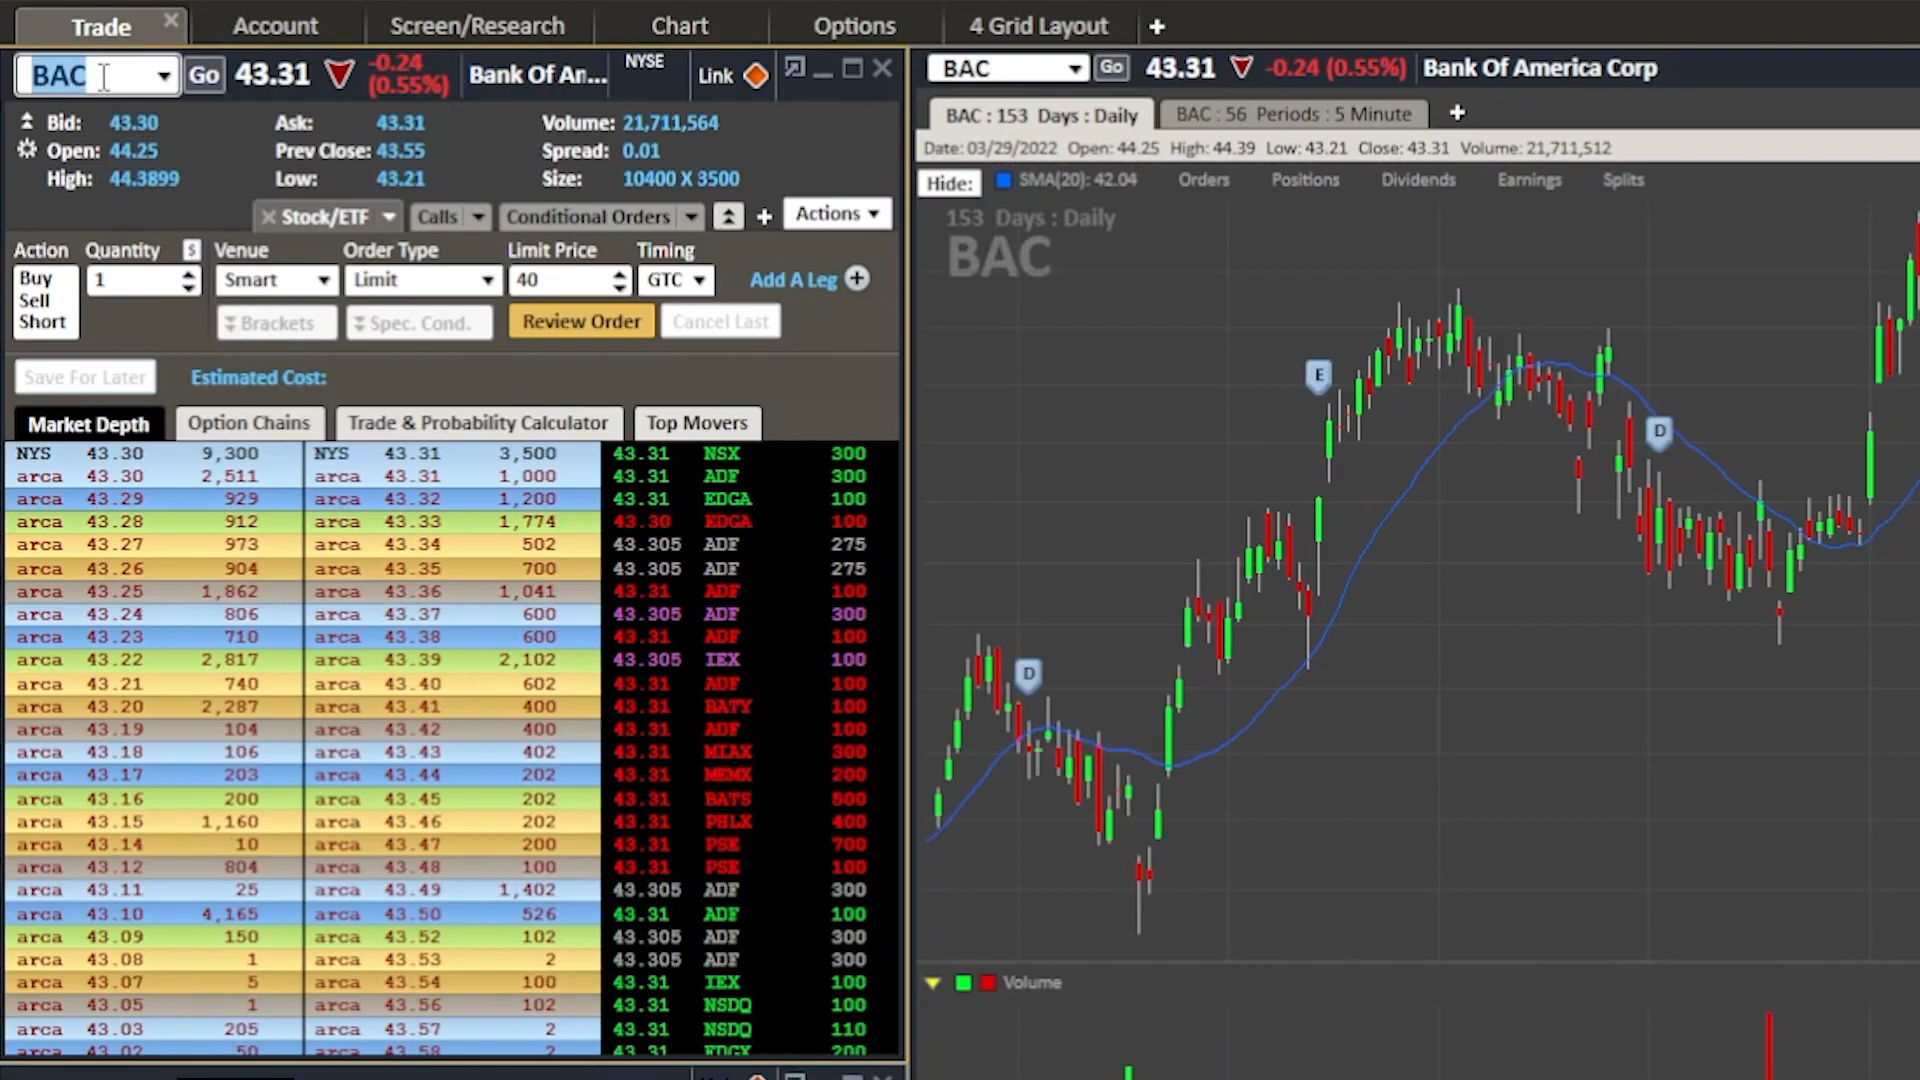 Trade Account Screen/Research Chart Options 4 Grid Layout
BAC Go 43.31 -0.24 (0.55%) Bank Of An... NYSE Link
Bid: 43.30 Ask: 43.31 Volume: 21,711,564
Open: 44.25 Prev Close: 43.55 Spread: 0.01
High: 44.3899 Low: 43.21 Size: 10400 X 3500
Stock/ETF Calls Conditional Orders Actions
Action Quantity $ Venue Order Type Limit Price Timing
Buy 1 Smart Limit 40 GTC Add A Leg
Sell
Short Brackets Spec. Cond. Review Order Cancel Last
Save For Later Estimated Cost:
Market Depth Option Chains Trade & Probability Calculator Top Movers
NYS 43.30 9,300 NYS 43.31 3,500 43.31 NSX 300
arca 43.30 2,511 arca 43.31 1,000 43.31 ADF 300
arca 43.29 929 arca 43.32 1,200 43.31 EDGA 100
arca 43.28 912 arca 43.33 1,774 43.30 EDGA 100
arca 43.27 973 arca 43.34 502 43.305 ADF 275
arca 43.26 904 arca 43.35 700 43.305 ADF 275
arca 43.25 1,862 arca 43.36 1,041 43.31 ADF 100
arca 43.24 806 arca 43.37 600 43.305 ADF 300
arca 43.23 710 arca 43.38 600 43.31 ADF 100
arca 43.22 2,817 arca 43.39 2,102 43.305 IEX 100
arca 43.21 740 arca 43.40 602 43.31 ADF 100
arca 43.20 2,287 arca 43.41 400 43.31 BATY 100
arca 43.19 104 arca 43.42 400 43.31 ADF 100
arca 43.18 106 arca 43.43 402 43.31 MIAX 300
arca 43.17 203 arca 43.44 202 43.31 MEMX 200
arca 43.16 200 arca 43.45 202 43.31 BATS 500
arca 43.15 1,160 arca 43.46 202 43.31 PHLX 400
arca 43.14 10 arca 43.47 200 43.31 PSE 700
arca 43.12 804 arca 43.48 100 43.31 PSE 100
arca 43.11 25 arca 43.49 1,402 43.305 ADF 300
arca 43.10 4,165 arca 43.50 526 43.31 ADF 100
arca 43.09 150 arca 43.52 102 43.305 ADF 300
arca 43.08 1 arca 43.53 2 43.305 ADF 300
arca 43.07 5 arca 43.54 100 43.31 IEX 100
arca 43.05 1 arca 43.56 102 43.31 NSDQ 100
arca 43.03 205 arca 43.57 2 43.31 NSDQ 110
arca 43.02 50 arca 43.58 2 43.31 EDGX 200
BAC Go 43.31 -0.24 (0.55%) Bank Of America Corp
BAC : 153 Days : Daily BAC : 56 Periods : 5 Minute
Date: 03/29/2022 Open: 44.25 High: 44.39 Low: 43.21 Close: 43.31 Volume: 21,711,512
Hide: SMA(20): 42.04 Orders Positions Dividends Earnings Splits
153 Days : Daily
BAC
E
D
D
Volume